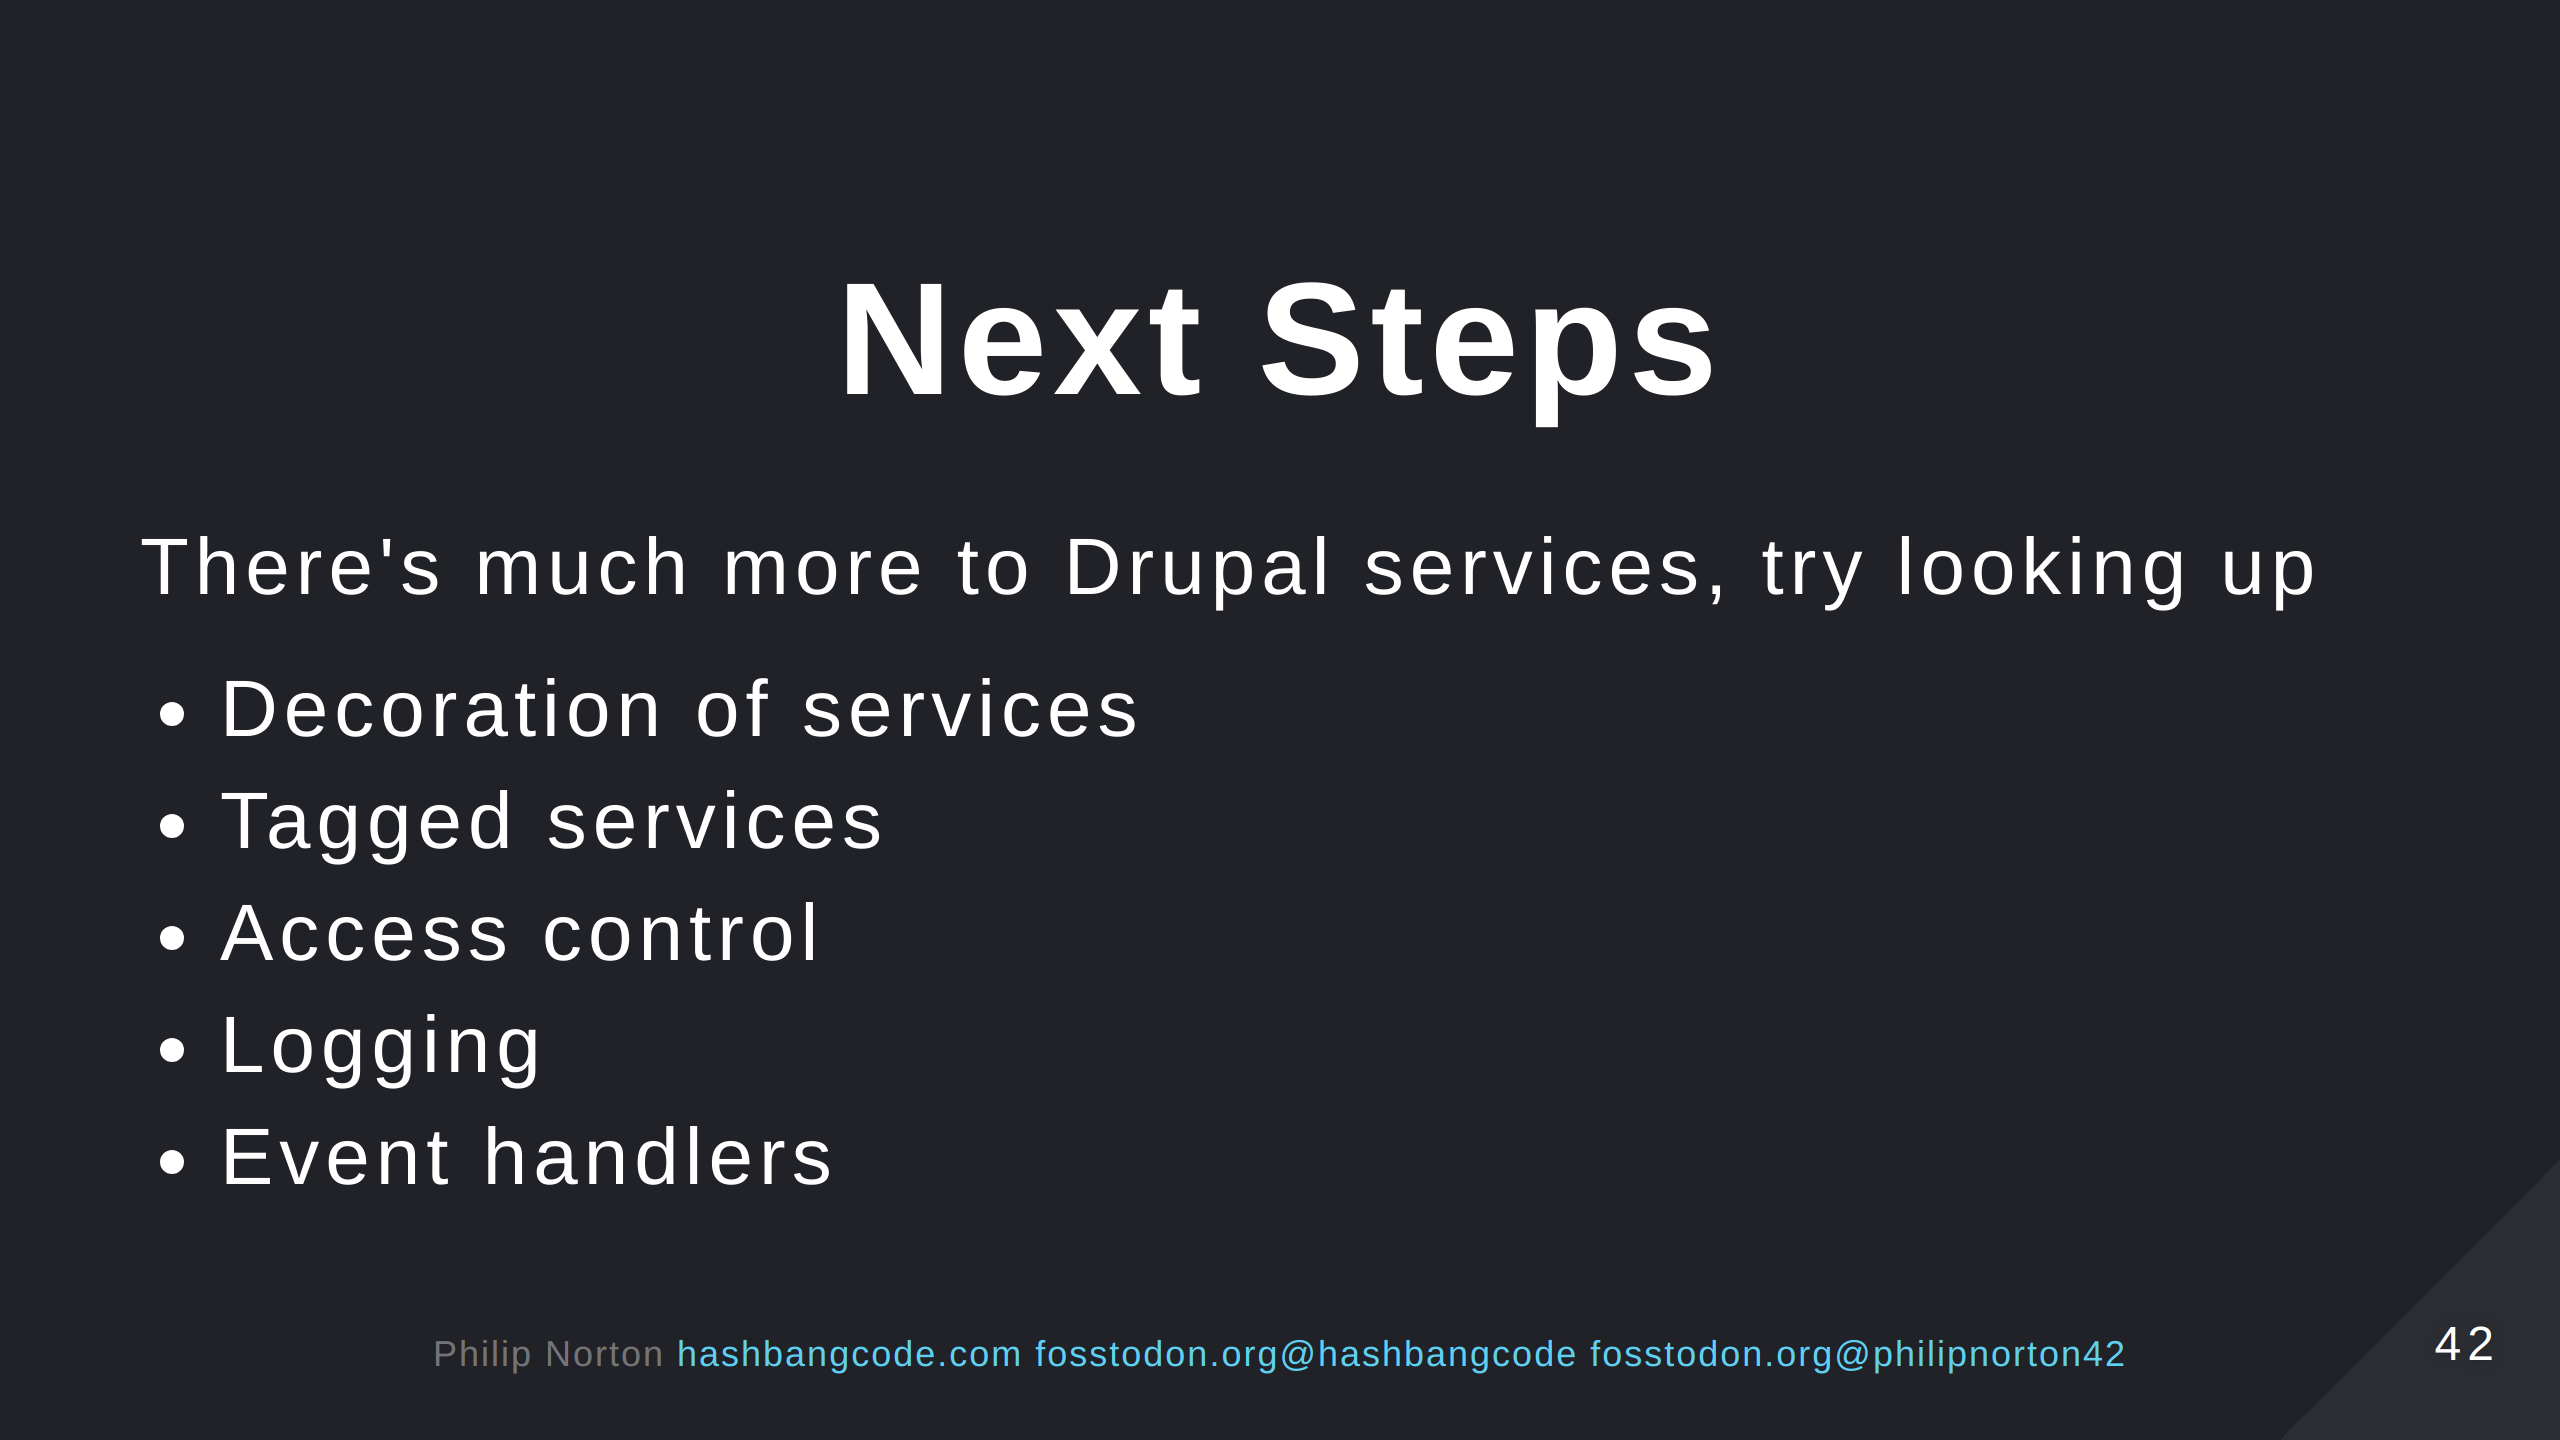 Next Steps
There's much more to Drupal services, try looking up
• Decoration of services
• Tagged services
• Access control
• Logging
• Event handlers
Philip Norton hashbangcode.com fosstodon.org@hashbangcode fosstodon.org@philipnorton42
42